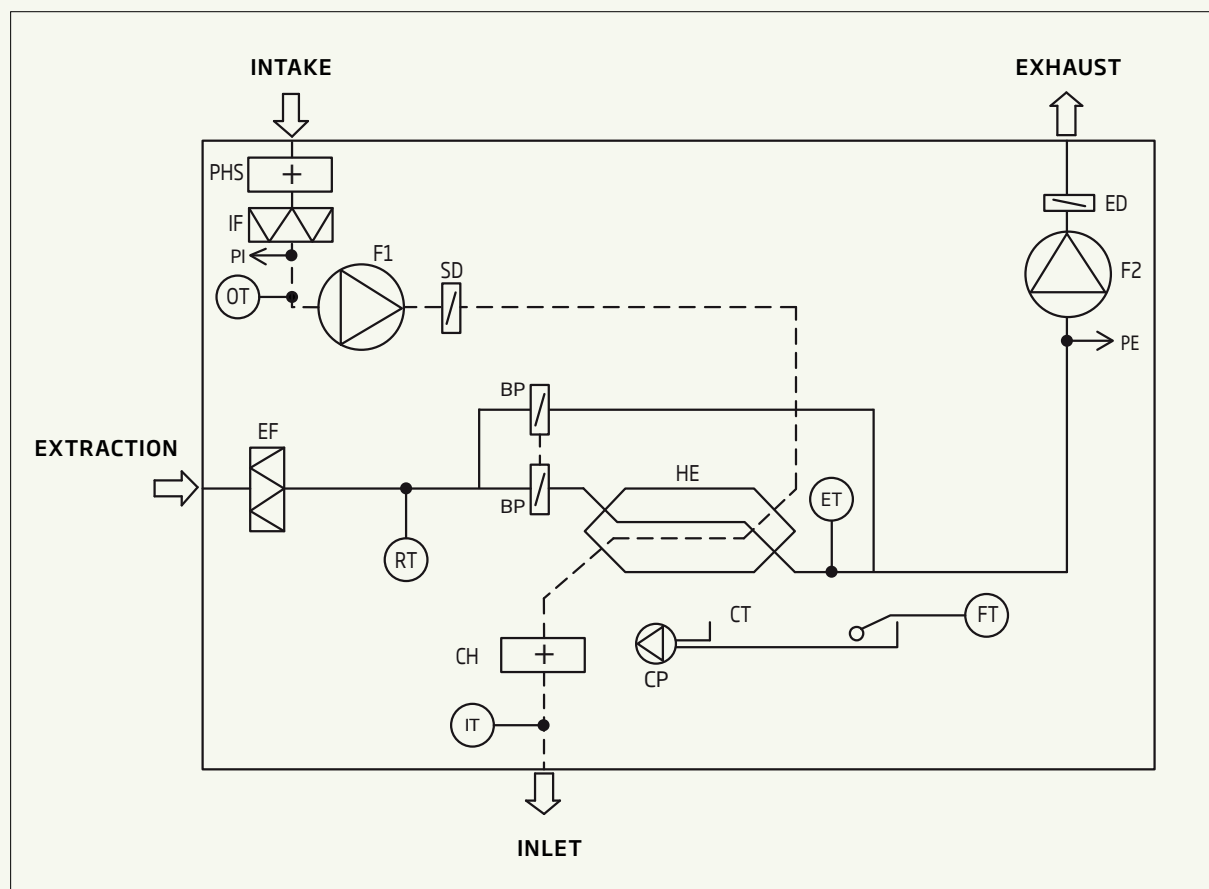 INTAKE
EXHAUST
PHS
ED
IF
F1
PI
SD
F2
OT
PE
BP
EF
EXTRACTION
HE
ET
BP
RT
CT
FT
CH
CP
IT
INLET